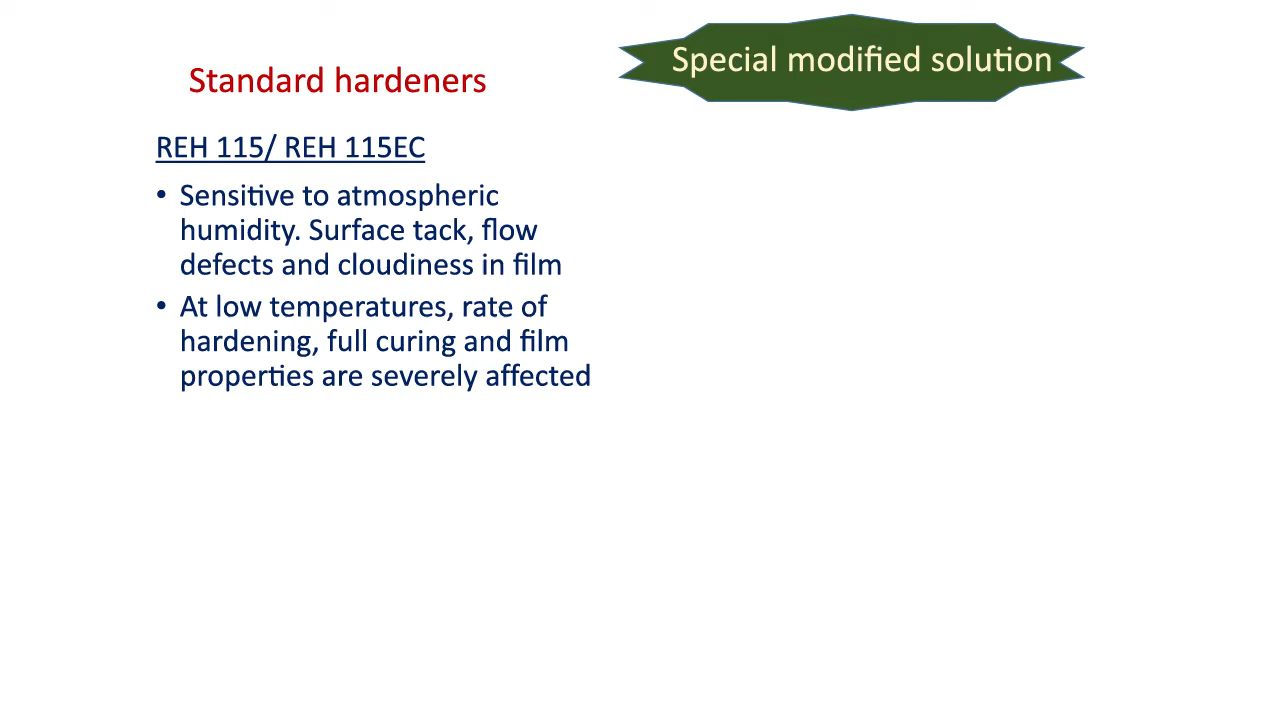 Special modified solution
Standard hardeners
REH 115/ REH 115EC
• Sensitive to atmospheric
humidity. Surface tack, flow
defects and cloudiness in film
• At low temperatures, rate of
hardening, full curing and film
properties are severely affected